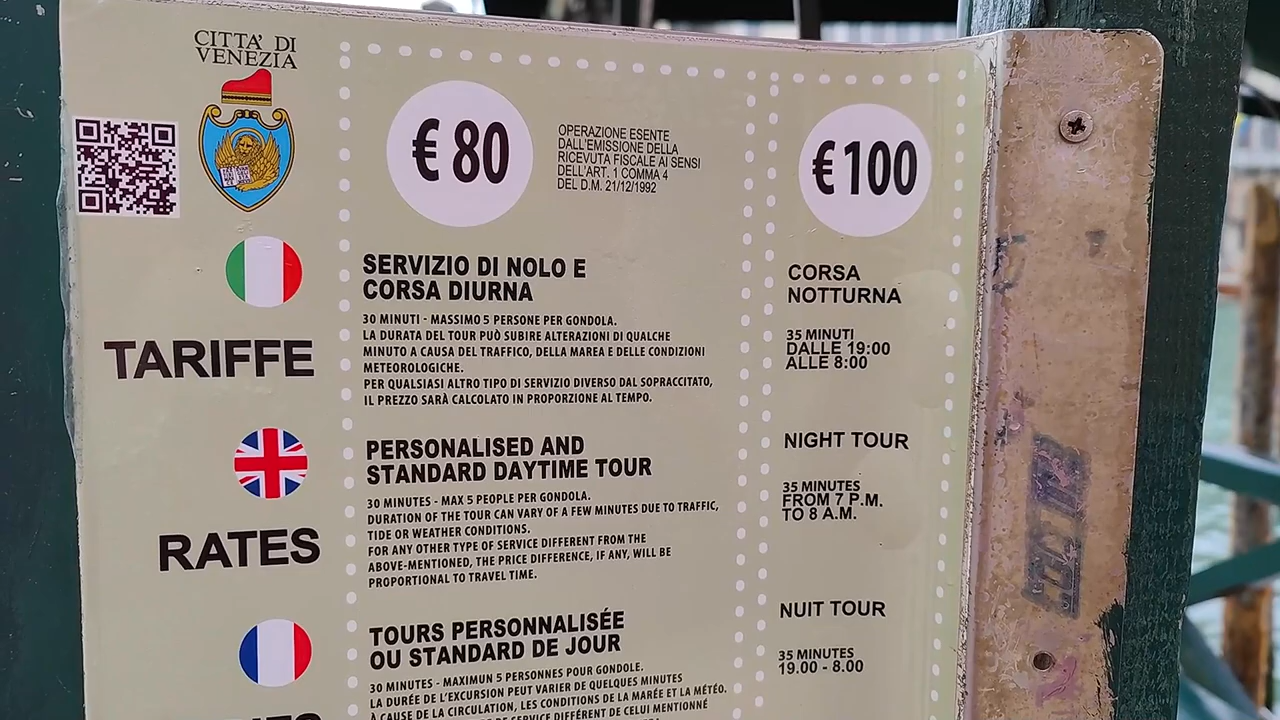 CITTA' DI
VENEZIA
€ 80
OPERAZIONE ESENTE
DALL'EMISSIONE DELLA
RICEVUTA FISCALE AI SENSI
DELL'ART. 1 COMMA 4
DEL D.M. 21/12/1992
€ 100
TARIFFE
SERVIZIO DI NOLO E
CORSA DIURNA
30 MINUTI - MASSIMO 5 PERSONE PER GONDOLA.
LA DURATA DEL TOUR PUÒ SUBIRE ALTERAZIONI DI QUALCHE
MINUTO A CAUSA DEL TRAFFICO, DELLA MAREA E DELLE CONDIZIONI
METEOROLOGICHE.
PER QUALSIASI ALTRO TIPO DI SERVIZIO DIVERSO DAL SOPRACCITATO,
IL PREZZO SARÀ CALCOLATO IN PROPORZIONE AL TEMPO.
CORSA
NOTTURNA
35 MINUTI
DALLE 19:00
ALLE 8:00
RATES
PERSONALISED AND
STANDARD DAYTIME TOUR
30 MINUTES - MAX 5 PEOPLE PER GONDOLA.
DURATION OF THE TOUR CAN VARY OF A FEW MINUTES DUE TO TRAFFIC,
TIDE OR WEATHER CONDITIONS.
FOR ANY OTHER TYPE OF SERVICE DIFFERENT FROM THE
ABOVE-MENTIONED, THE PRICE DIFFERENCE, IF ANY, WILL BE
PROPORTIONAL TO TRAVEL TIME.
NIGHT TOUR
35 MINUTES
FROM 7 P.M.
TO 8 A.M.
TOURS PERSONNALISÉE
OU STANDARD DE JOUR
30 MINUTES - MAXIMUN 5 PERSONNES POUR GONDOLE.
LA DURÉE DE L'EXCURSION PEUT VARIER DE QUELQUES MINUTES
À CAUSE DE LA CIRCULATION, LES CONDITIONS DE LA MARÉE ET LA MÉTÉO.
DE SERVICE DIFFÉRENT DE CELUI MENTIONNÉ
NUIT TOUR
35 MINUTES
19.00 - 8.00